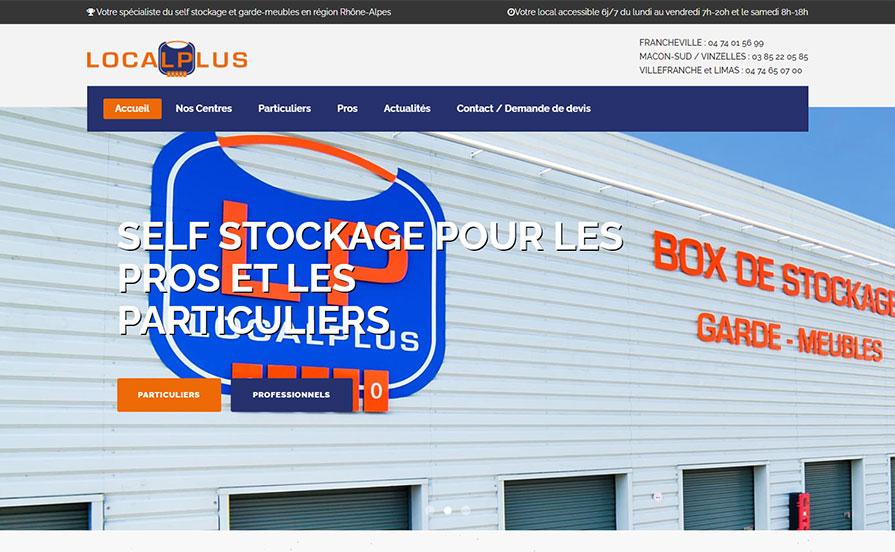 Votre spécialiste du self stockage et garde-meubles en région Rhône-Alpes
Votre local accessible 6j/7 du lundi au vendredi 7h-20h et le samedi 8h-18h
LOCALPLUS
FRANCHEVILLE : 04 74 01 56 99
MACON-SUD / VINZELLES : 03 85 22 05 85
VILLEFRANCHE et LIMAS : 04 74 65 07 00
Accueil
Nos Centres
Particuliers
Pros
Actualités
Contact / Demande de devis
LP
LOCALPLUS
SELF STOCKAGE POUR LES
PROS ET LES
PARTICULIERS
BOX DE STOCKAGE
GARDE - MEUBLES
PARTICULIERS
PROFESSIONNELS
0